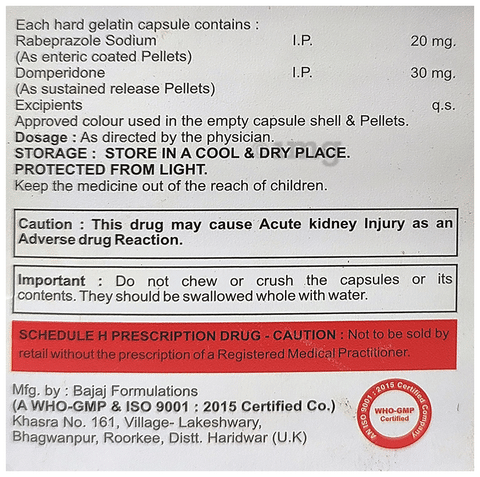 Each hard gelatin capsule contains :
Rabeprazole Sodium I.P. 20 mg.
(As enteric coated Pellets)
Domperidone I.P. 30 mg.
(As sustained release Pellets)
Excipients q.s.
Approved colour used in the empty capsule shell & Pellets.
Dosage : As directed by the physician.
STORAGE : STORE IN A COOL & DRY PLACE.
PROTECTED FROM LIGHT.
Keep the medicine out of the reach of children.
Caution : This drug may cause Acute kidney Injury as an
Adverse drug Reaction.
Important : Do not chew or crush the capsules or its
contents. They should be swallowed whole with water.
SCHEDULE H PRESCRIPTION DRUG - CAUTION : Not to be sold by
retail without the prescription of a Registered Medical Practitioner.
Mfg. by : Bajaj Formulations
(A WHO-GMP & ISO 9001 : 2015 Certified Co.)
Khasra No. 161, Village- Lakeshwary,
Bhagwanpur, Roorkee, Distt. Haridwar (U.K)
AN ISO 9001 : 2015 Certified Company
WHO-GMP
Certified